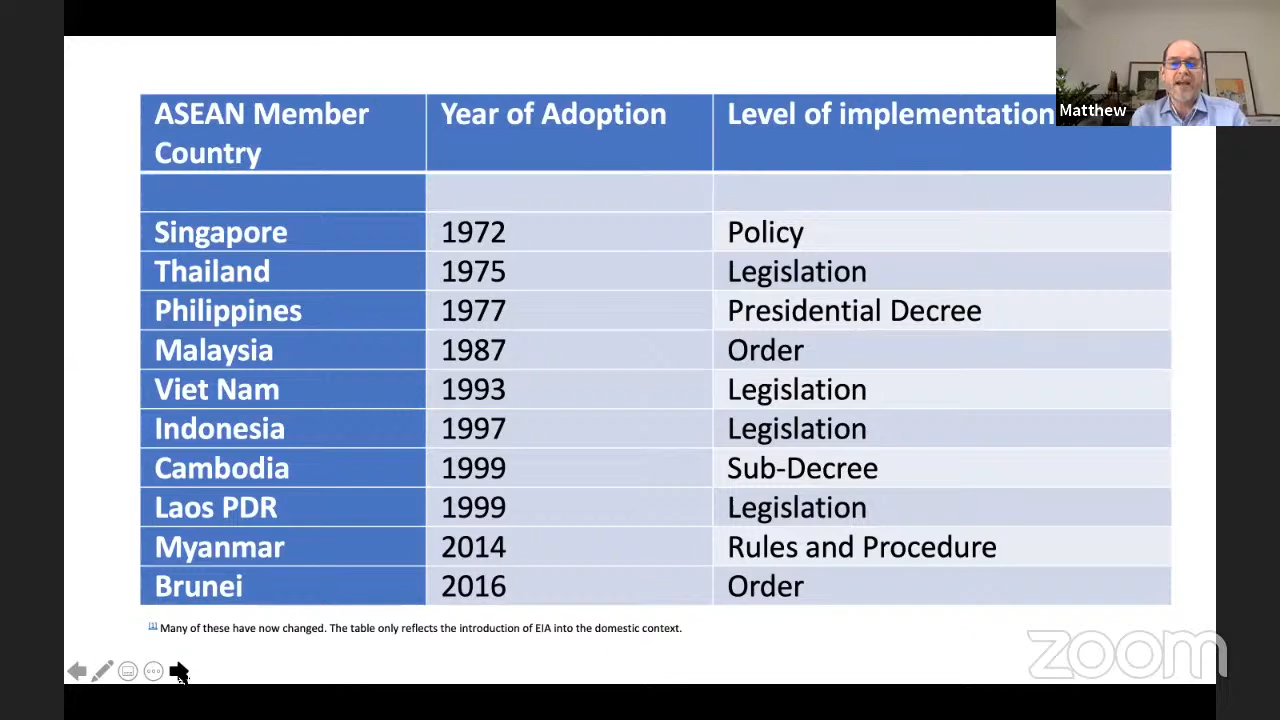 ASEAN Member Country Year of Adoption Level of implementation
Singapore 1972 Policy
Thailand 1975 Legislation
Philippines 1977 Presidential Decree
Malaysia 1987 Order
Viet Nam 1993 Legislation
Indonesia 1997 Legislation
Cambodia 1999 Sub-Decree
Laos PDR 1999 Legislation
Myanmar 2014 Rules and Procedure
Brunei 2016 Order
[1] Many of these have now changed. The table only reflects the introduction of EIA into the domestic context.
Matthew
zoom